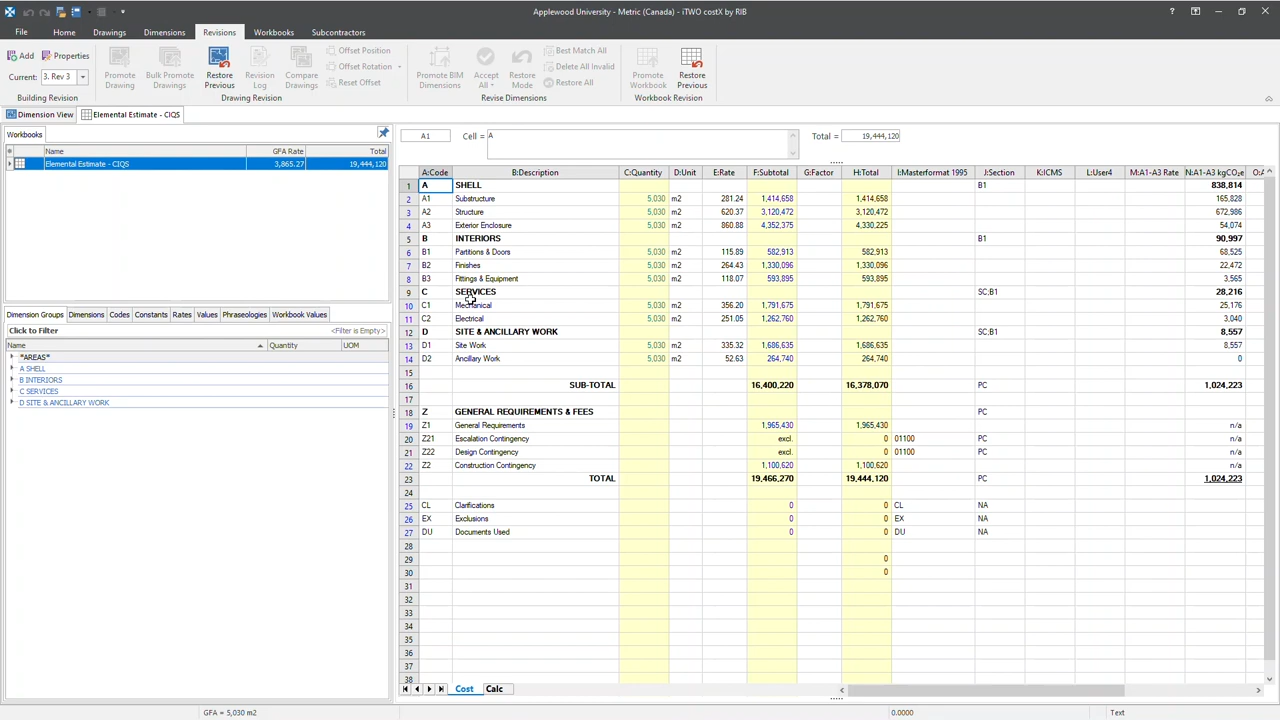 Applewood University - Metric (Canada) - iTWO costX by RIB
File Home Drawings Dimensions Revisions Workbooks Subcontractors
Add Properties
Current: 3. Rev 3
Building Revision
Promote Drawing Bulk Promote Drawings Restore Previous Revision Log Compare Drawings
Offset Position
Offset Rotation
Reset Offset
Drawing Revision
Promote BIM Dimensions Accept All Restore Mode
Best Match All
Delete All Invalid
Restore All
Revise Dimensions
Promote Workbook Restore Previous
Workbook Revision
Dimension View Elemental Estimate - CIQS
Workbooks
Name GFA Rate Total
Elemental Estimate - CIQS 3,865.27 19,444,120
Dimension Groups Dimensions Codes Constants Rates Values Phraseologies Workbook Values
Click to Filter <Filter is Empty>
Name Quantity UOM
*AREAS*
A SHELL
B INTERIORS
C SERVICES
D SITE & ANCILLARY WORK
A1 Cell = A Total = 19,444,120
A:Code B:Description C:Quantity D:Unit E:Rate F:Subtotal G:Factor H:Total I:Masterformat 1995 J:Section K:ICMS L:User4 M:A1-A3 Rate N:A1-A3 kgCO₂e O:A
1 A SHELL B1 838,814
2 A1 Substructure 5,030 m2 281.24 1,414,658 1,414,658 165,828
3 A2 Structure 5,030 m2 620.37 3,120,472 3,120,472 672,986
4 A3 Exterior Enclosure 5,030 m2 860.88 4,352,375 4,330,225 54,074
5 B INTERIORS B1 90,997
6 B1 Partitions & Doors 5,030 m2 115.89 582,913 582,913 68,525
7 B2 Finishes 5,030 m2 264.43 1,330,096 1,330,096 22,472
8 B3 Fittings & Equipment 5,030 m2 118.07 593,895 593,895 3,565
9 C SERVICES SC;B1 28,216
10 C1 Mechanical 5,030 m2 356.20 1,791,675 1,791,675 25,176
11 C2 Electrical 5,030 m2 251.05 1,262,760 1,262,760 3,040
12 D SITE & ANCILLARY WORK SC;B1 8,557
13 D1 Site Work 5,030 m2 335.32 1,686,635 1,686,635 8,557
14 D2 Ancillary Work 5,030 m2 52.63 264,740 264,740 0
15
16 SUB-TOTAL 16,400,220 16,378,070 PC 1,024,223
17
18 Z GENERAL REQUIREMENTS & FEES PC
19 Z1 General Requirements 1,965,430 1,965,430 n/a
20 Z21 Escalation Contingency excl. 0 01100 PC n/a
21 Z22 Design Contingency excl. 0 01100 PC n/a
22 Z2 Construction Contingency 1,100,620 1,100,620 n/a
23 TOTAL 19,466,270 19,444,120 PC 1,024,223
24
25 CL Clarifications 0 0 CL NA
26 EX Exclusions 0 0 EX NA
27 DU Documents Used 0 0 DU NA
28
29 0
30 0
31
32
33
34
35
36
37
38
Cost Calc
GFA = 5,030 m2 0.0000 Text